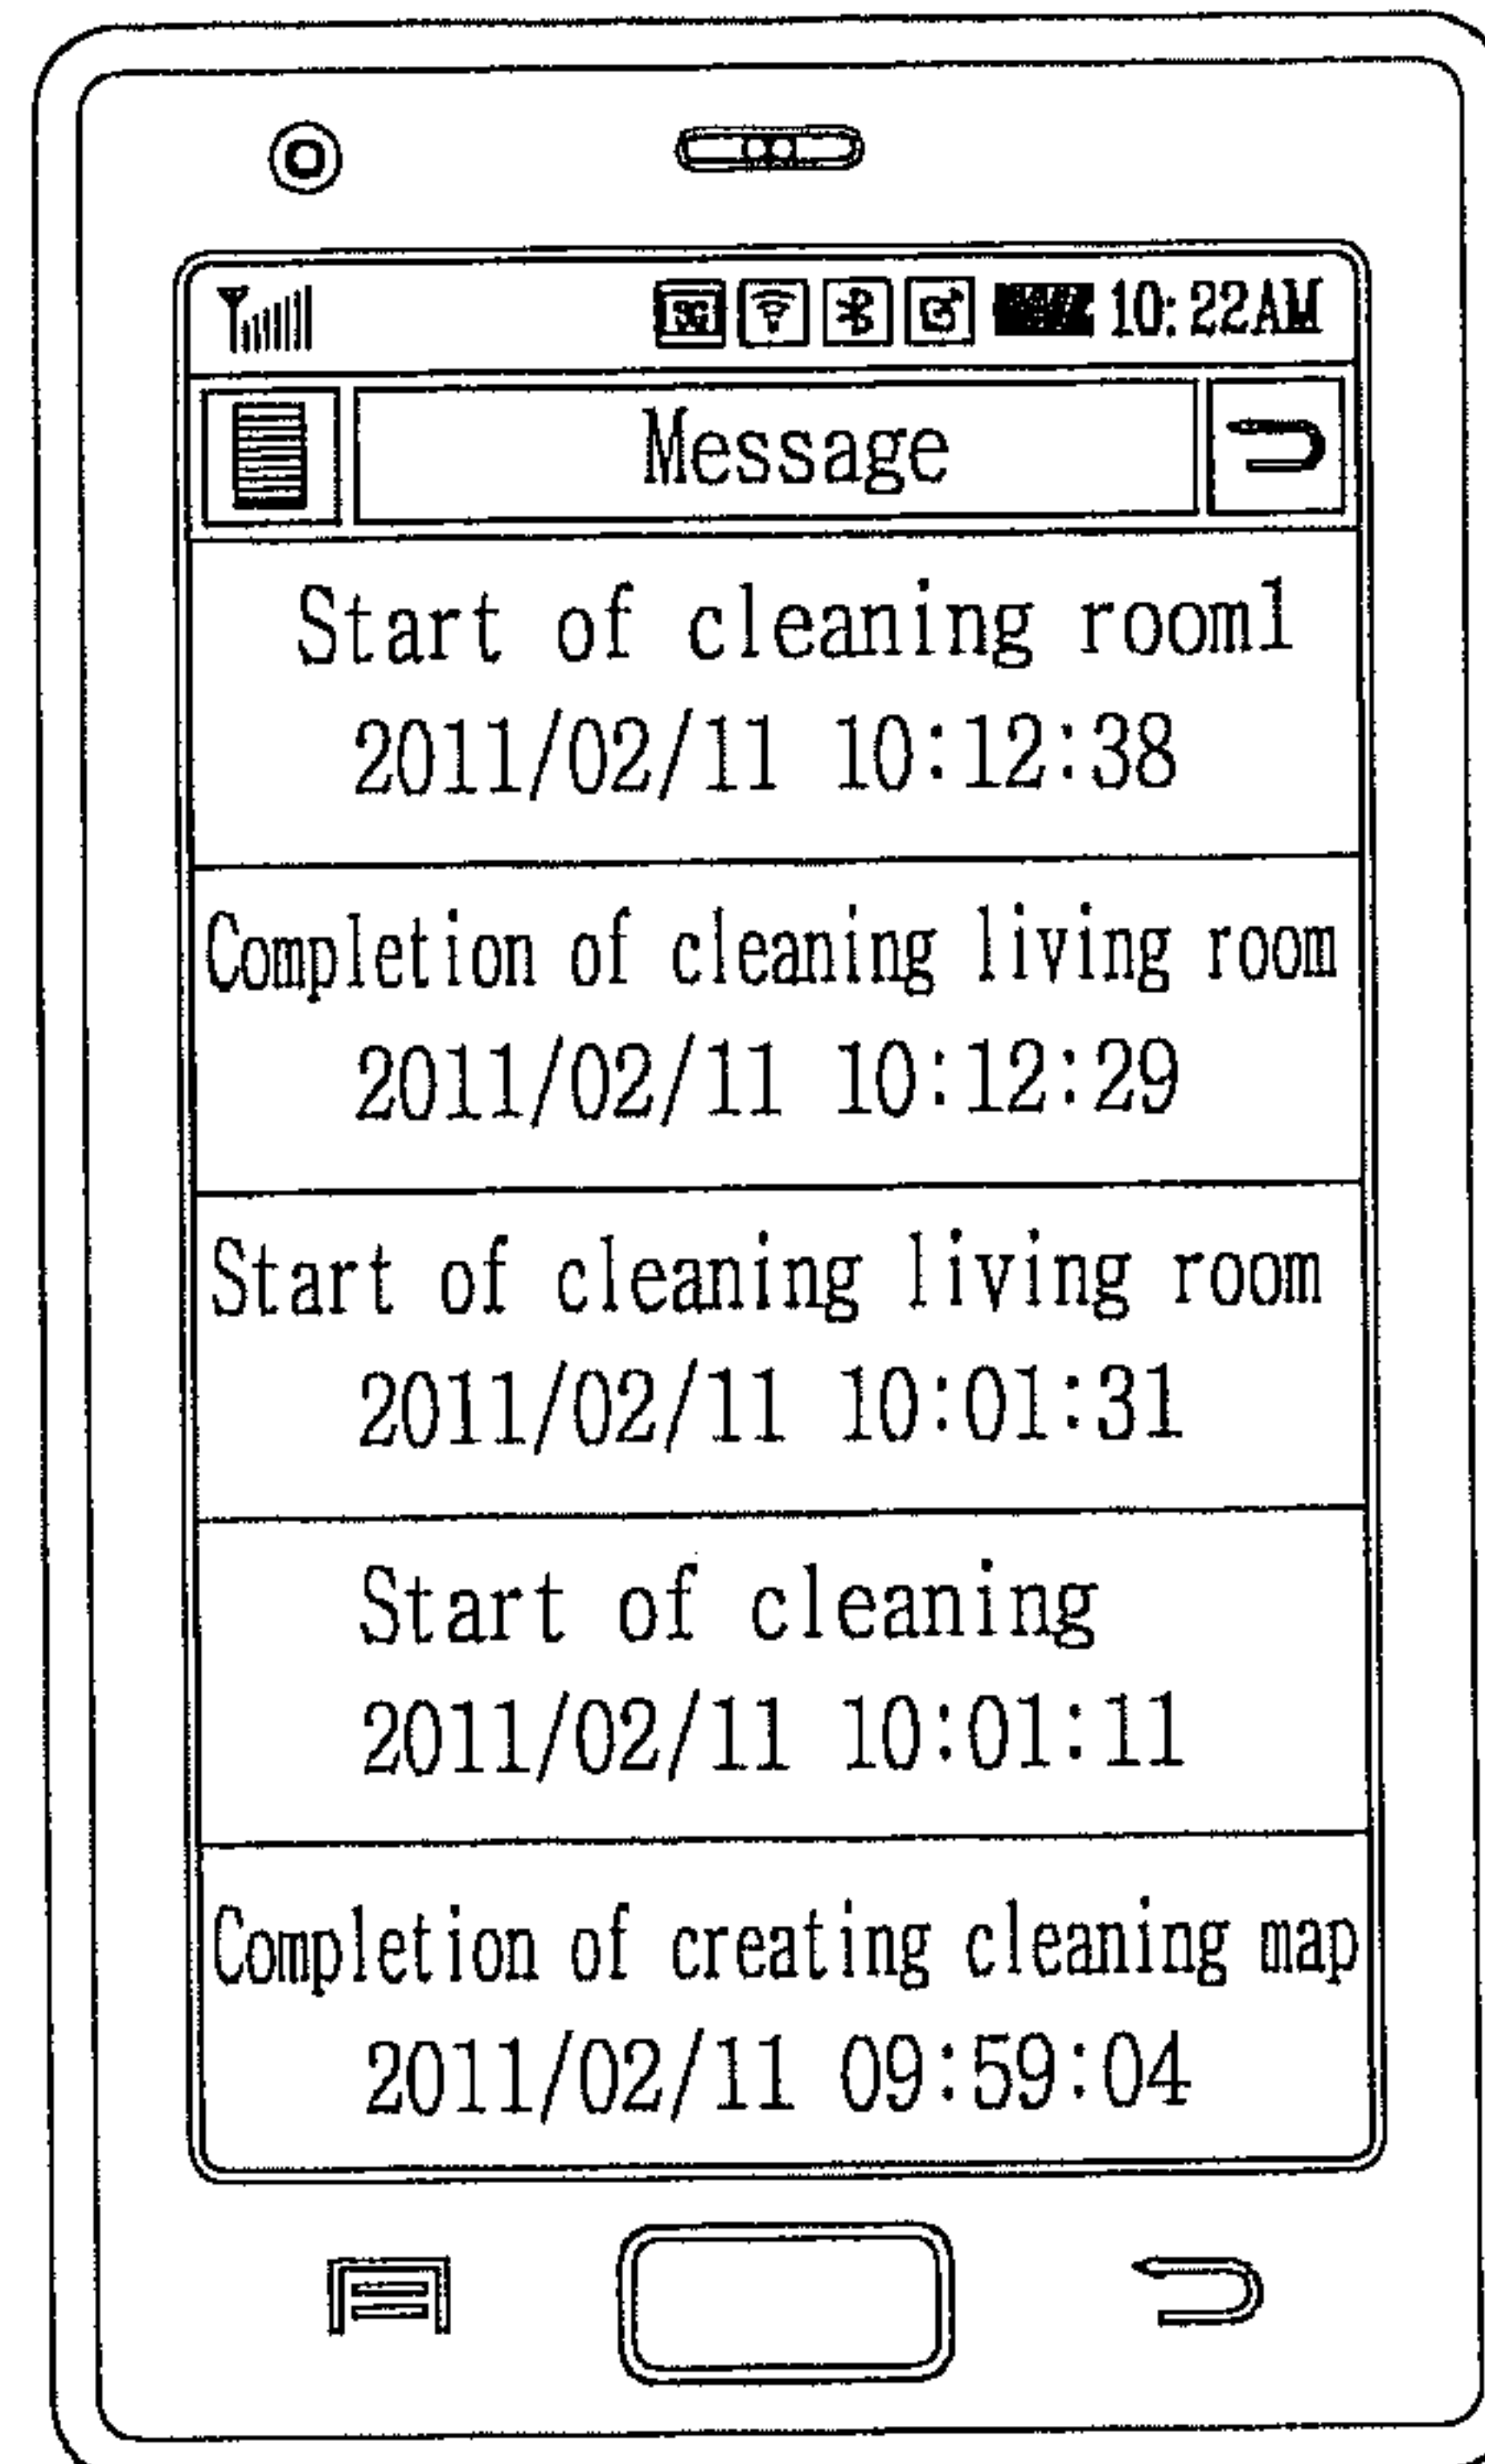 3G 10:22AM
Message
Start of cleaning room1
2011/02/11 10:12:38
Completion of cleaning living room
2011/02/11 10:12:29
Start of cleaning living room
2011/02/11 10:01:31
Start of cleaning
2011/02/11 10:01:11
Completion of creating cleaning map
2011/02/11 09:59:04